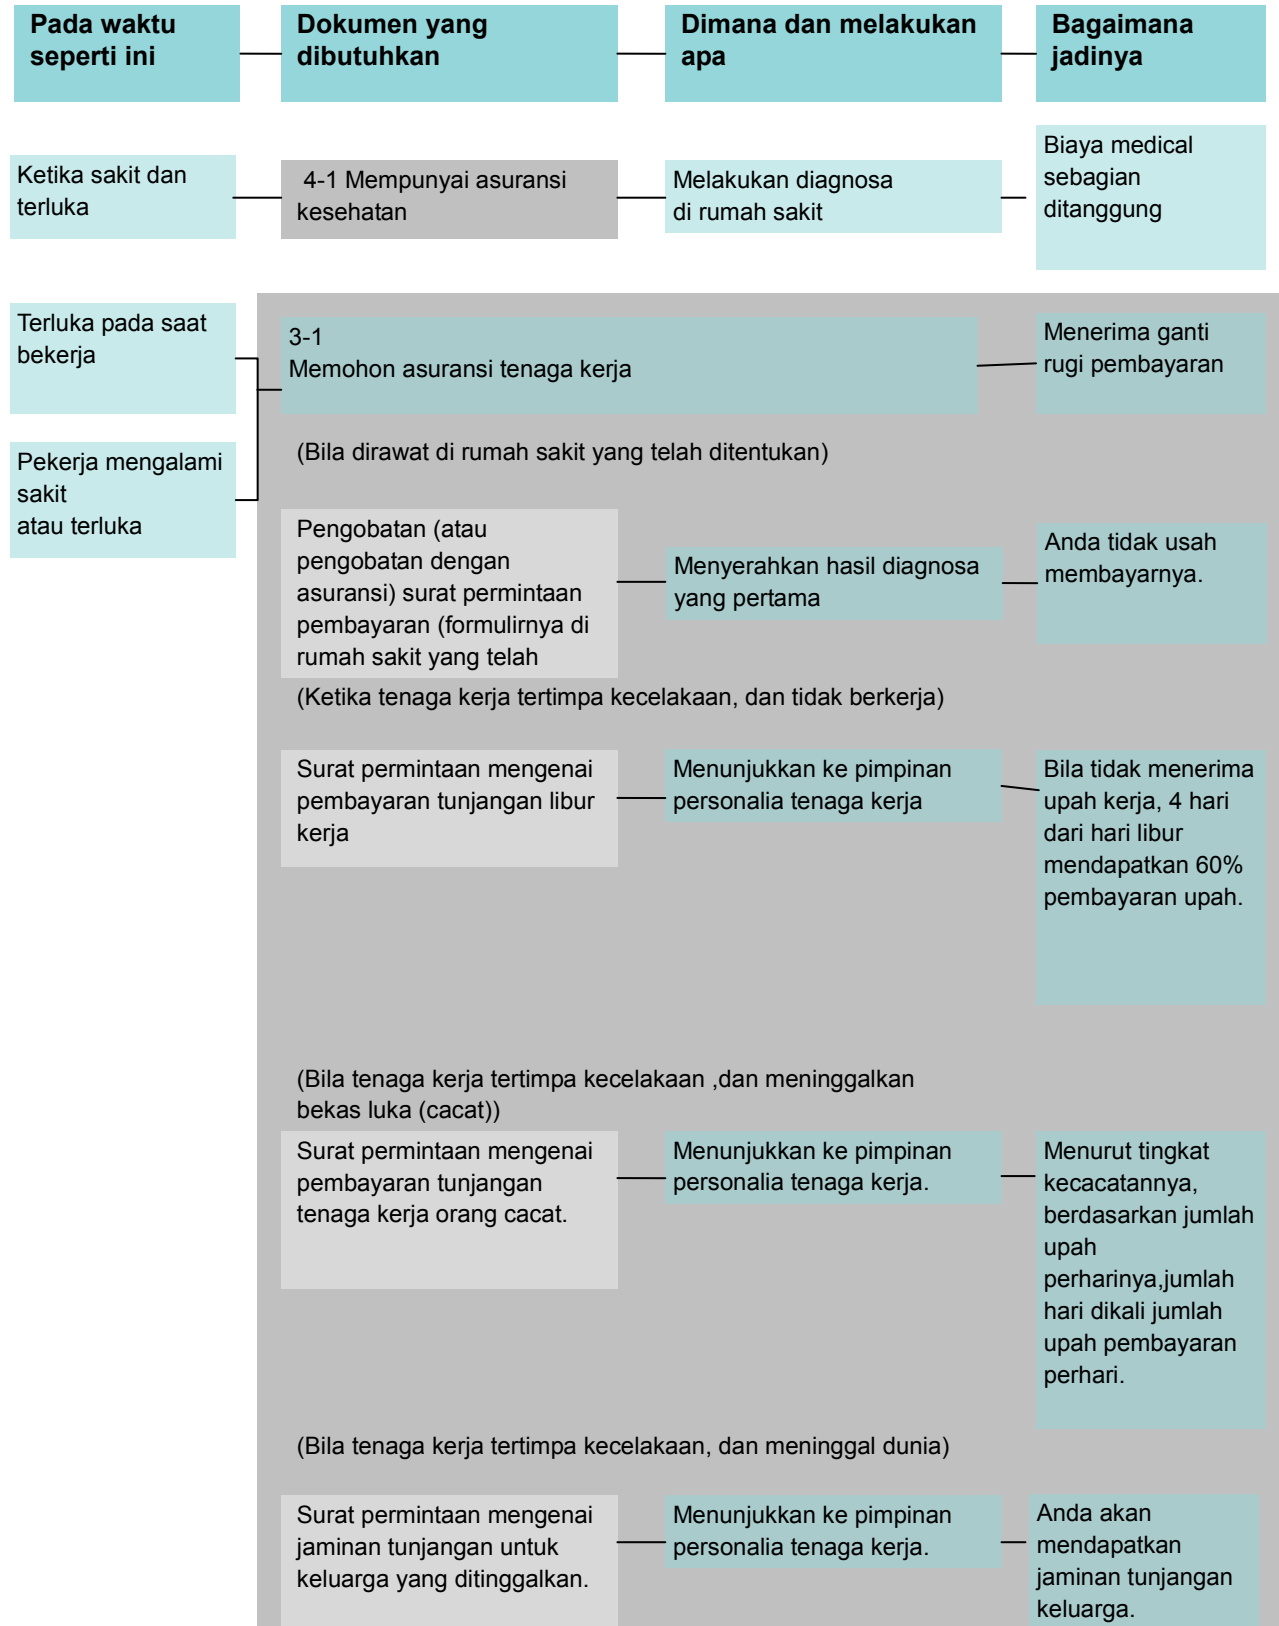 Pada waktu
seperti ini
Dokumen yang
dibutuhkan
Dimana dan melakukan
apa
Bagaimana
jadinya
Ketika sakit dan
terluka
4-1 Mempunyai asuransi
kesehatan
Melakukan diagnosa
di rumah sakit
Biaya medical
sebagian
ditanggung
Terluka pada saat
bekerja
Pekerja mengalami
sakit
atau terluka
3-1
Memohon asuransi tenaga kerja
Menerima ganti
rugi pembayaran
(Bila dirawat di rumah sakit yang telah ditentukan)
Pengobatan (atau
pengobatan dengan
asuransi) surat permintaan
pembayaran (formulirnya di
rumah sakit yang telah
Menyerahkan hasil diagnosa
yang pertama
Anda tidak usah
membayarnya.
(Ketika tenaga kerja tertimpa kecelakaan, dan tidak berkerja)
Surat permintaan mengenai
pembayaran tunjangan libur
kerja
Menunjukkan ke pimpinan
personalia tenaga kerja
Bila tidak menerima
upah kerja, 4 hari
dari hari libur
mendapatkan 60%
pembayaran upah.
(Bila tenaga kerja tertimpa kecelakaan ,dan meninggalkan
bekas luka (cacat))
Surat permintaan mengenai
pembayaran tunjangan
tenaga kerja orang cacat.
Menunjukkan ke pimpinan
personalia tenaga kerja.
Menurut tingkat
kecacatannya,
berdasarkan jumlah
upah
perharinya,jumlah
hari dikali jumlah
upah pembayaran
perhari.
(Bila tenaga kerja tertimpa kecelakaan, dan meninggal dunia)
Surat permintaan mengenai
jaminan tunjangan untuk
keluarga yang ditinggalkan.
Menunjukkan ke pimpinan
personalia tenaga kerja.
Anda akan
mendapatkan
jaminan tunjangan
keluarga.